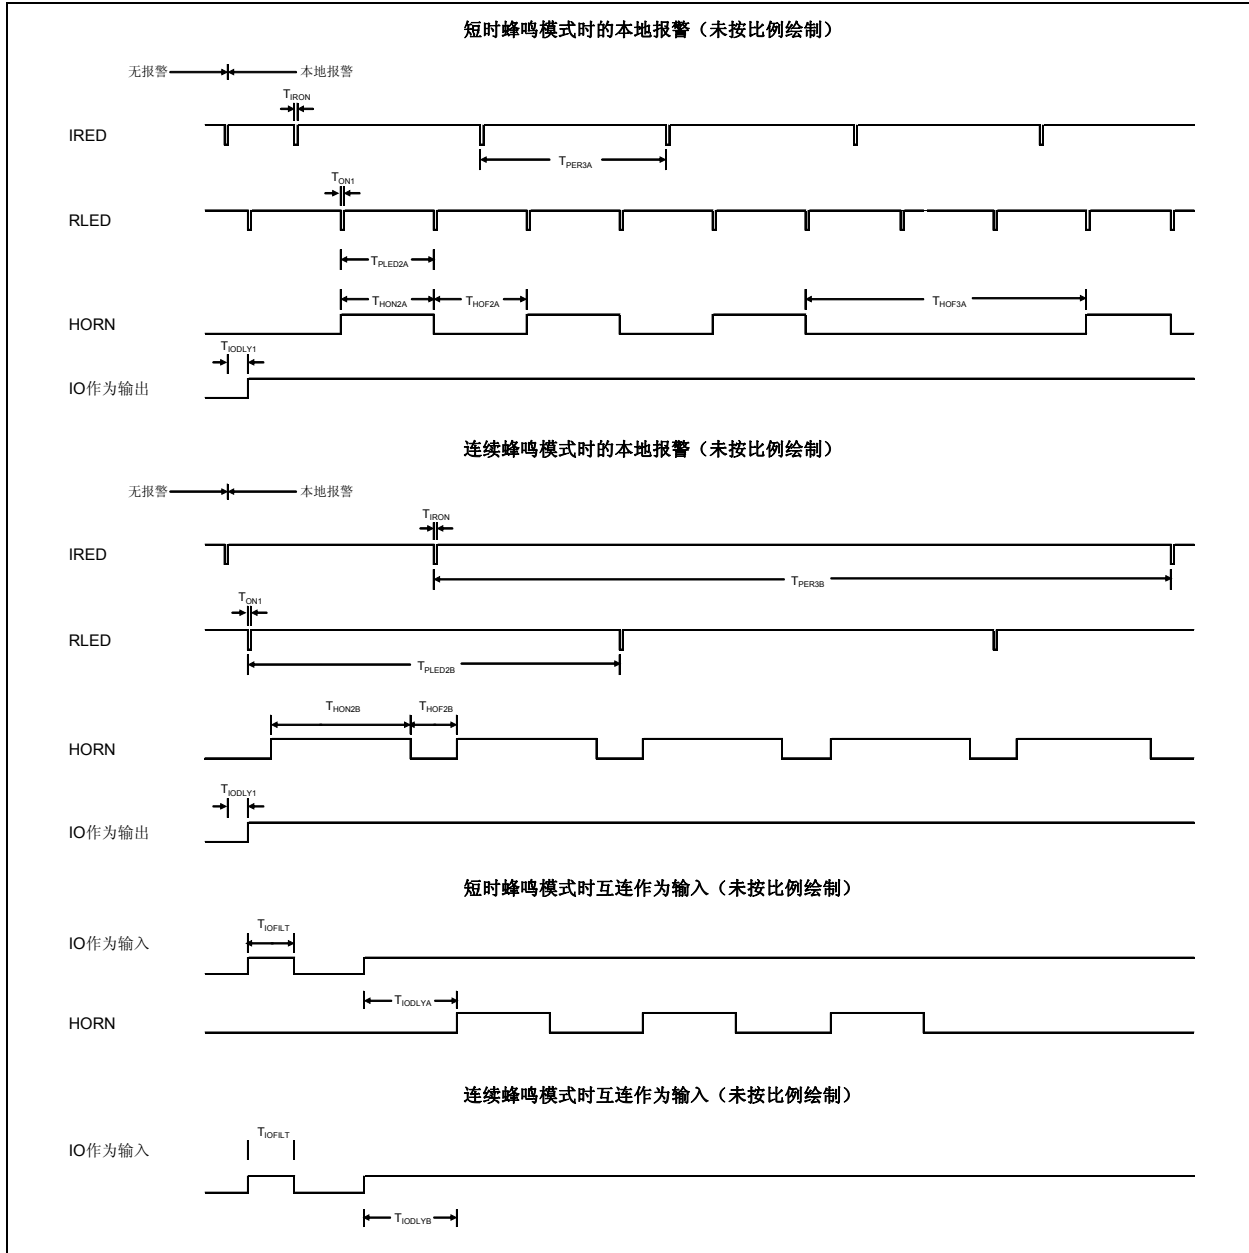 短时蜂鸣模式时的本地报警（未按比例绘制）
无报警 本地报警
TIRON
IRED
TPER3A
TON1
RLED
TPLED2A
THON2A THOF2A THOF3A
HORN
TIODLY1
IO作为输出
连续蜂鸣模式时的本地报警（未按比例绘制）
无报警 本地报警
TIRON
IRED
TPER3B
TON1
RLED
TPLED2B
THON2B THOF2B
HORN
TIODLY1
IO作为输出
短时蜂鸣模式时互连作为输入（未按比例绘制）
TIOFILT
IO作为输入
TIODLYA
HORN
连续蜂鸣模式时互连作为输入（未按比例绘制）
TIOFILT
IO作为输入
TIODLYB